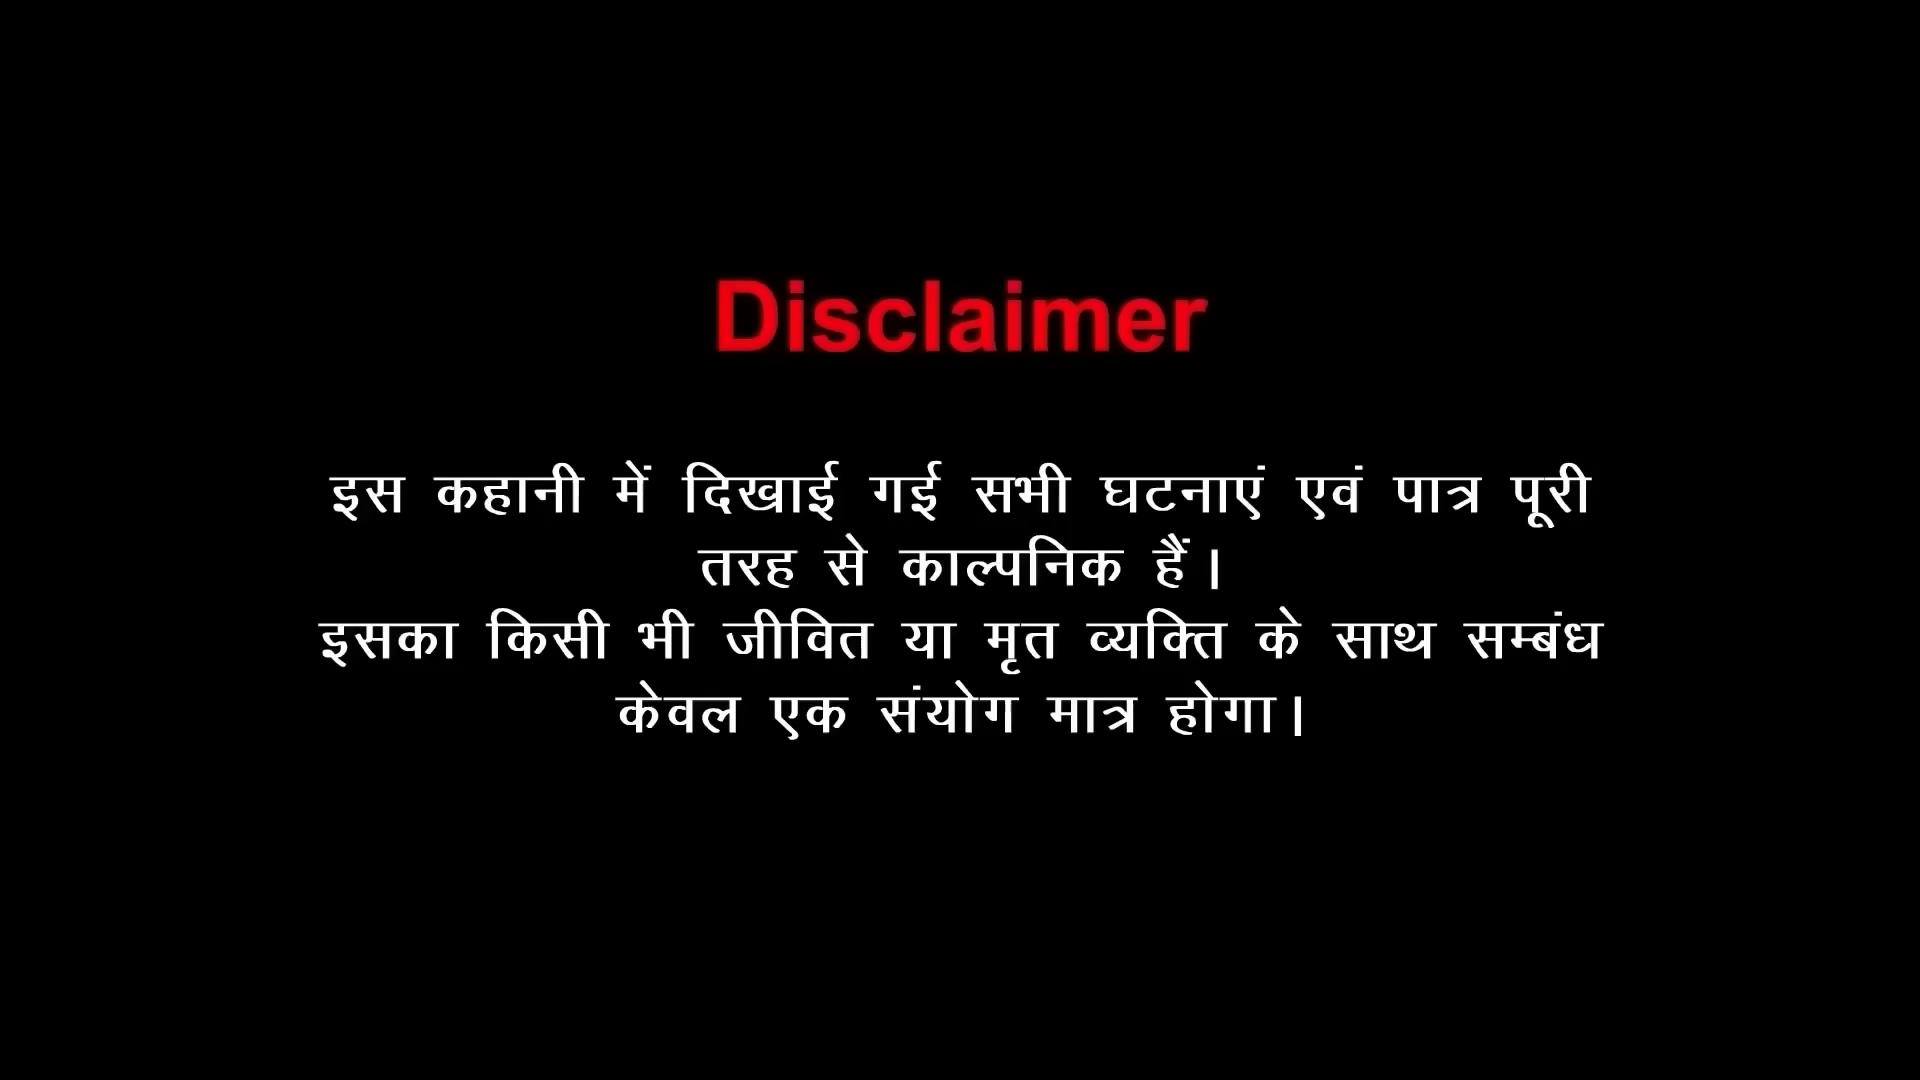 Disclaimer
इस कहानी में दिखाई गई सभी घटनाएं एवं पात्र पूरी
तरह से काल्पनिक हैं।
इसका किसी भी जीवित या मृत व्यक्ति के साथ सम्बंध
केवल एक संयोग मात्र होगा।